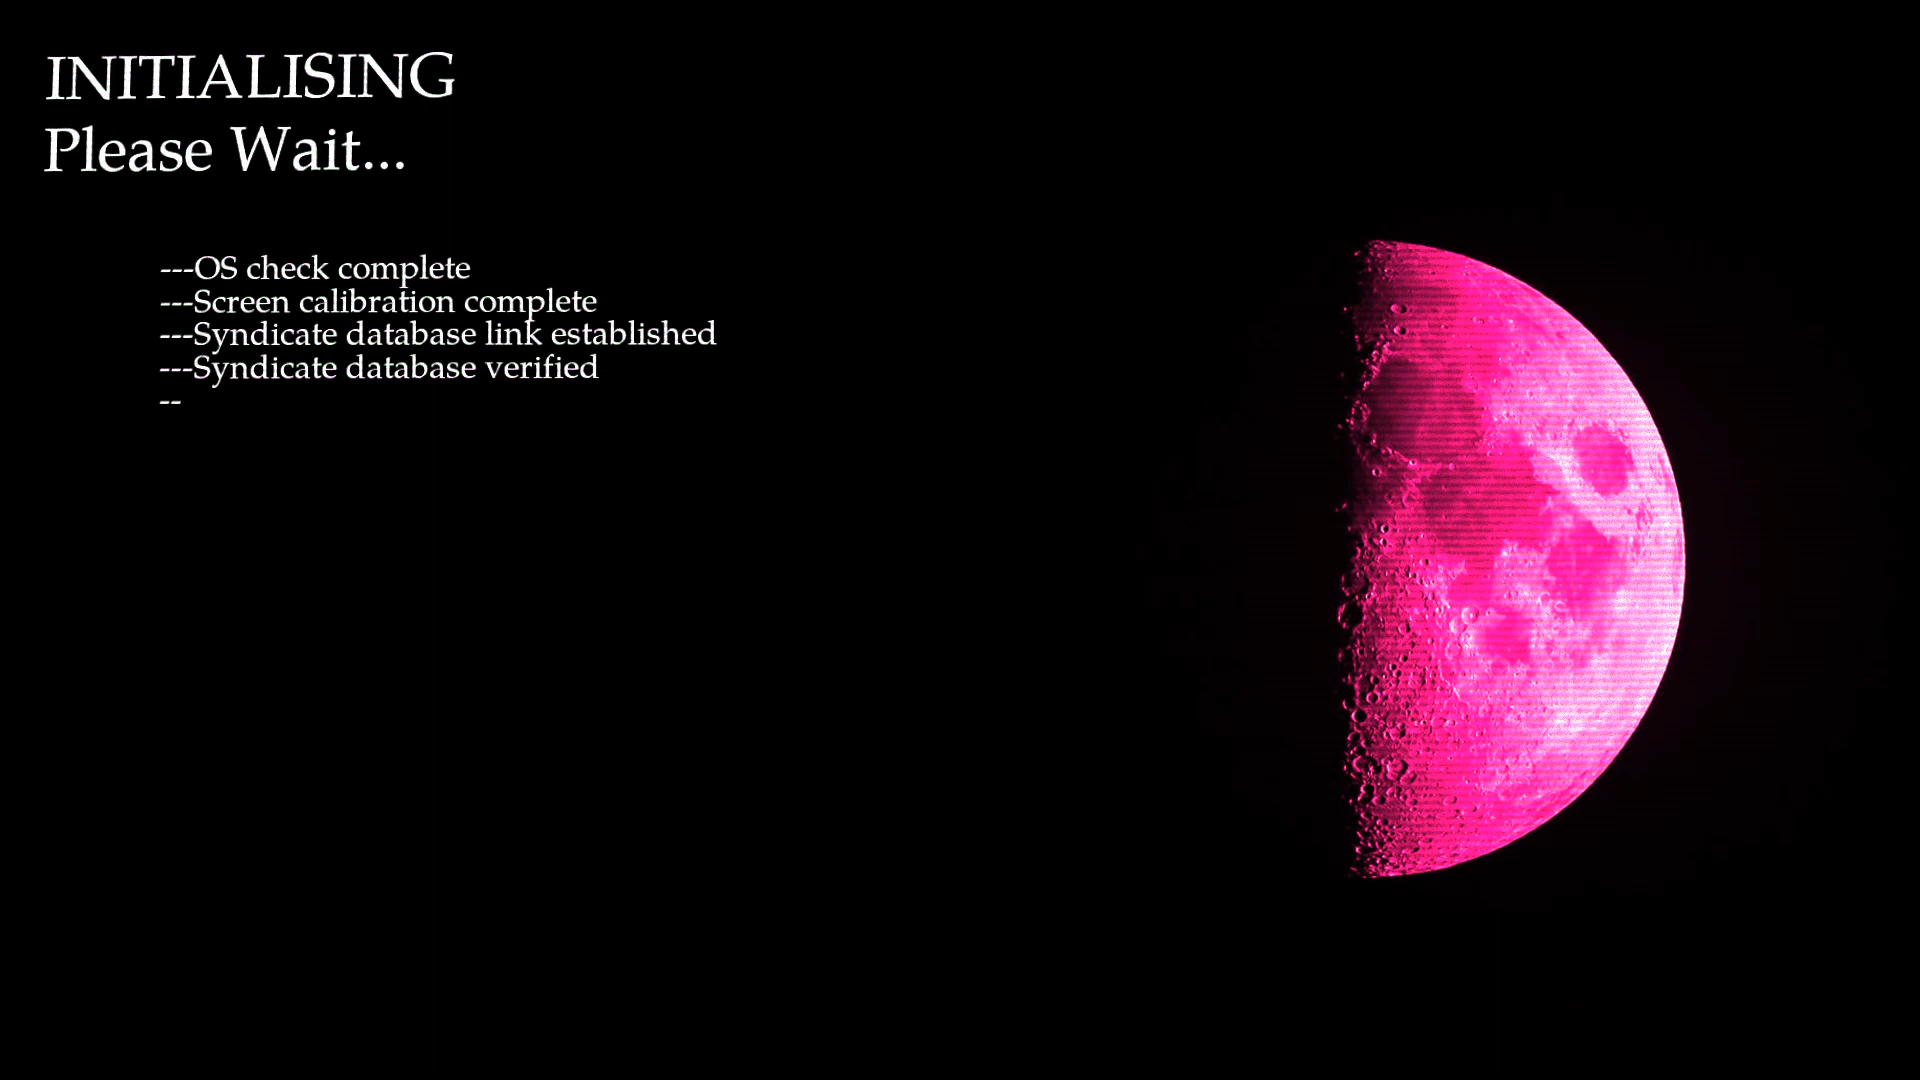 INITIALISING
Please Wait...
---OS check complete
---Screen calibration complete
---Syndicate database link established
---Syndicate database verified
--